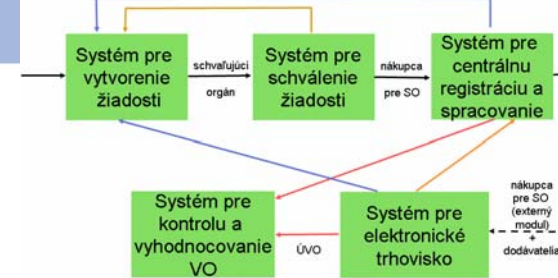 Systém pre
vytvorenie
žiadosti
schvaľujúci
orgán
Systém pre
schválenie
žiadosti
nákupca
pre SO
Systém pre
centrálnu
registráciu a
spracovanie
Systém pre
kontrolu a
vyhodnocovanie
VO
ÚVO
Systém pre
elektronické
trhovisko
nákupca
pre SO
(externý
modul)
+
dodávatelia